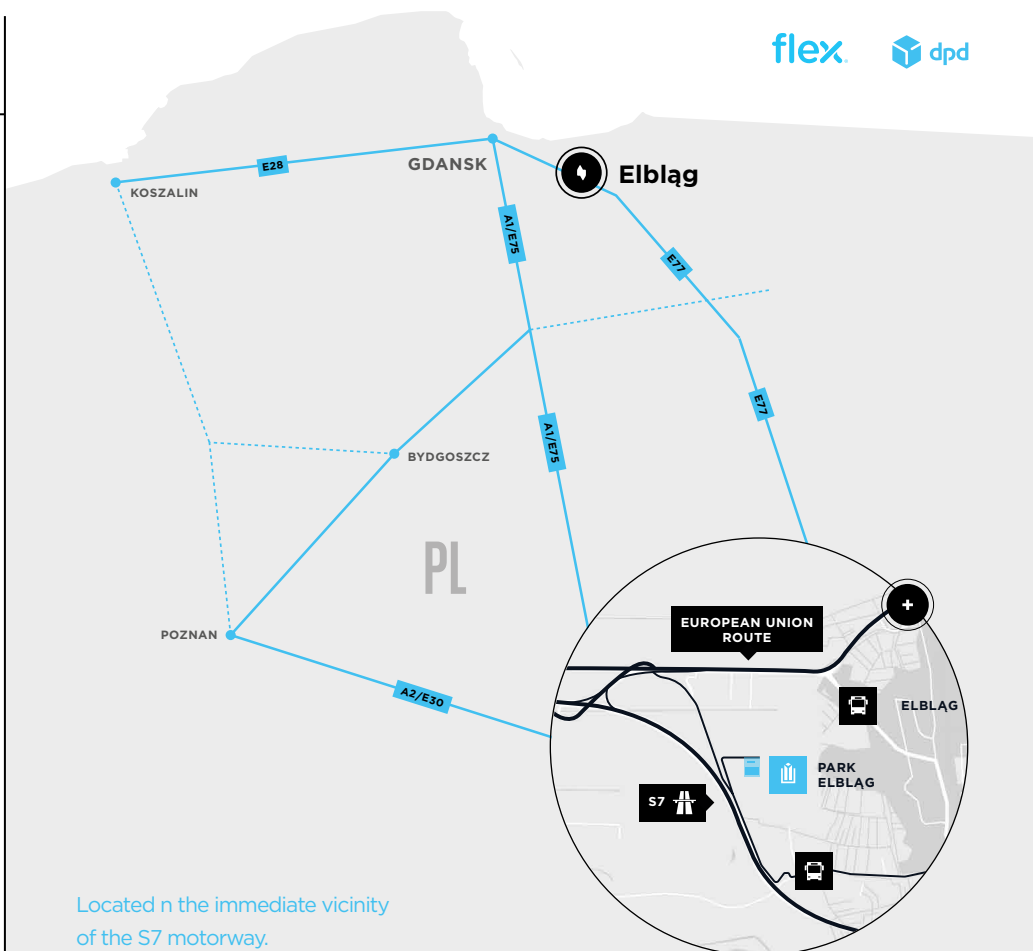 flex.
dpd
E28
GDANSK
Elbląg
KOSZALIN
A1/E75
E77
E77
A1/E75
BYDGOSZCZ
PL
EUROPEAN UNION
ROUTE
POZNAN
A2/E30
ELBLĄG
PARK
ELBLĄG
S7
Located n the immediate vicinity
of the S7 motorway.